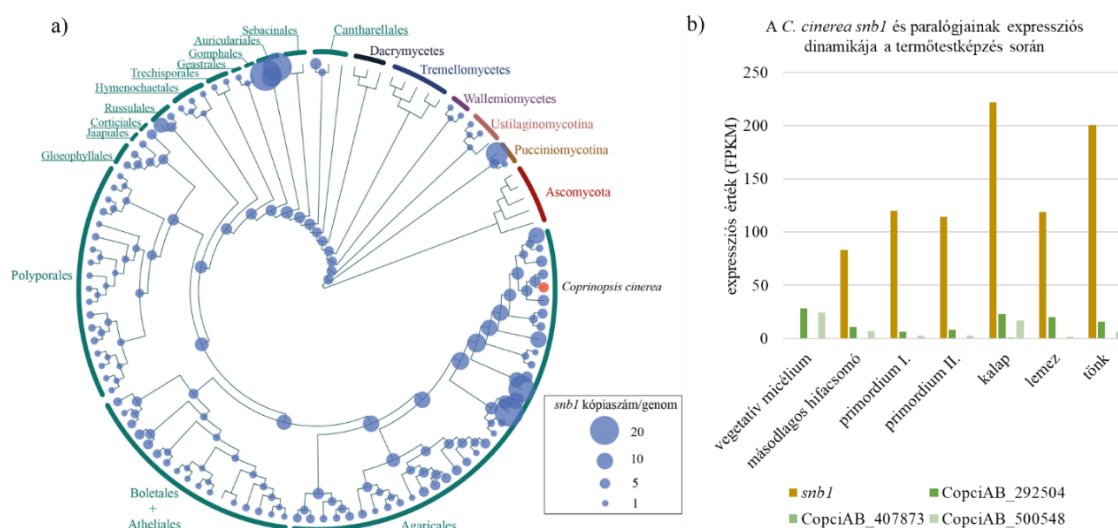 a)
Sebacinales
Auriculariales
Gomphales
Geastrales
Trechisporales
Hymenochaetales
Russulales
Corticiales
Jaapiales
Gloeophyllales
Polyporales
Boletales
+
Atheliales
Agaricales
Cantharellales
Dacrymycetes
Tremellomycetes
Wallemiomycetes
Ustilaginomycotina
Pucciniomycotina
Ascomycota
Coprinopsis cinerea
snb1 kópiaszám/genom
20
10
5
1
b)
A C. cinerea snb1 és paralógjainak expressziós
dinamikája a termőtestképzés során
expressziós érték (FPKM)
250
200
150
100
50
0
vegetatív micélium
másodlagos hifacsomó
primordium I.
primordium II.
kalap
lemez
tönk
snb1
CopciAB_292504
CopciAB_407873
CopciAB_500548